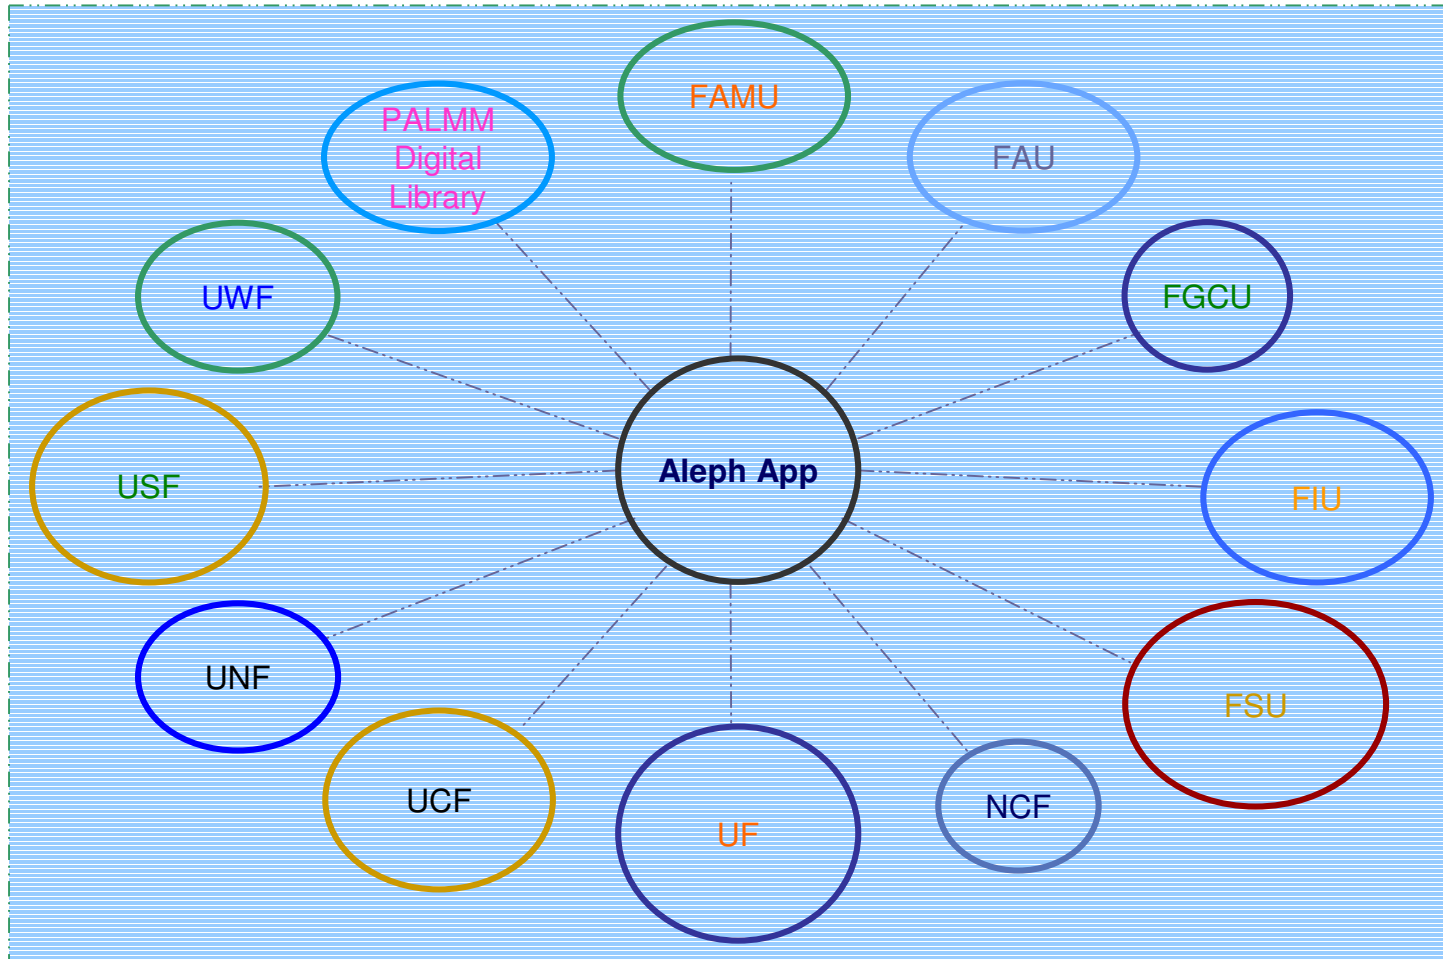 FAMU
PALMM
Digital
Library
FAU
UWF
FGCU
Aleph App
USF
FIU
UNF
FSU
UCF
UF
NCF